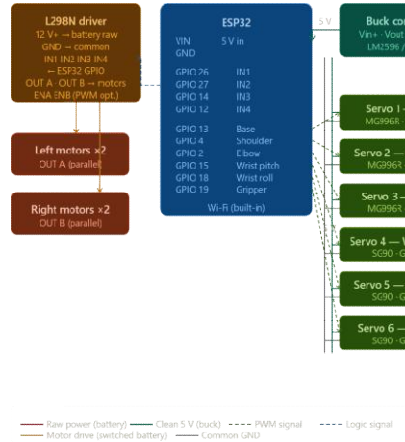 L298N driver
12 V+ → battery raw
GND → common
IN1 IN2 IN3 IN4
← ESP32 GPIO
OUT A · OUT B → motors
ENA ENB (PWM opt.)
Left motors ×2
OUT A (parallel)
Right motors ×2
OUT B (parallel)
ESP32
VIN 5 V in
GND
GPIO 26 IN1
GPIO 27 IN2
GPIO 14 IN3
GPIO 12 IN4
GPIO 13 Base
GPIO 4 Shoulder
GPIO 2 Elbow
GPIO 15 Wrist pitch
GPIO 18 Wrist roll
GPIO 19 Gripper
Wi-Fi (built-in)
5 V
Buck co
Vin+ · Vout
LM2596 /
Servo 1
MG996R
Servo 2 —
MG996R
Servo 3 —
MG996R
Servo 4 — W
SG90 · G
Servo 5 —
SG90 · G
Servo 6 —
SG90 · G
Raw power (battery) Clean 5 V (buck) PWM signal Logic signal
Motor drive (switched battery) Common GND